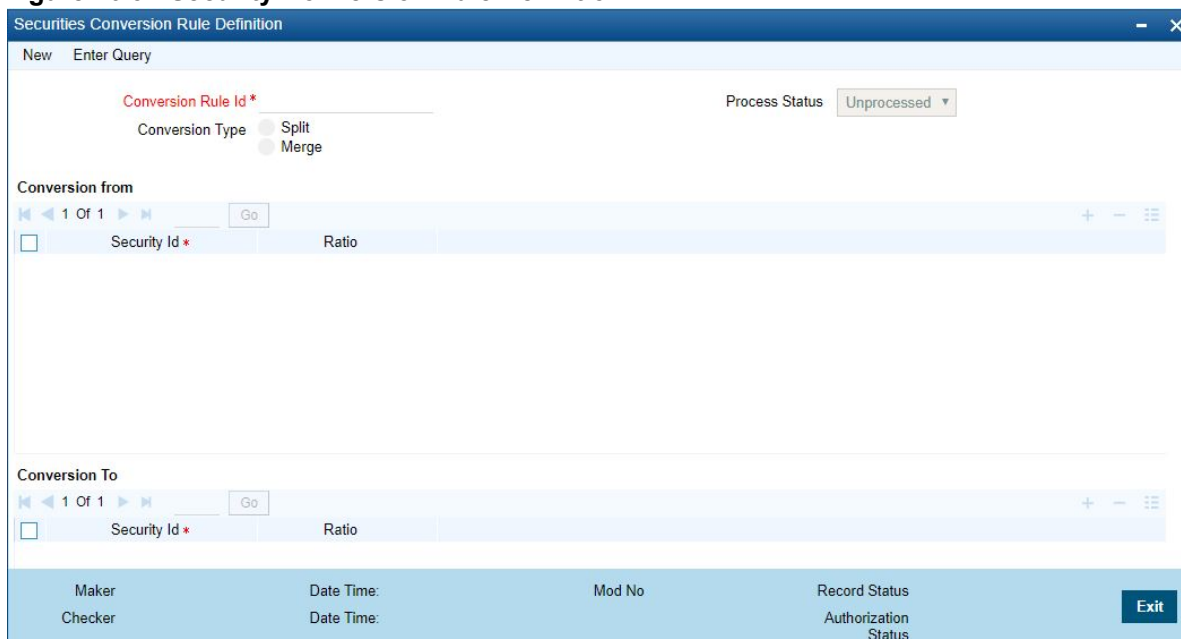 Securities Conversion Rule Definition
New Enter Query
Conversion Rule Id *
Process Status Unprocessed
Conversion Type Split
Merge
Conversion from
1 Of 1 Go
Security Id * Ratio
Conversion To
1 Of 1 Go
Security Id * Ratio
Maker Date Time: Mod No Record Status
Checker Date Time: Authorization
Status
Exit